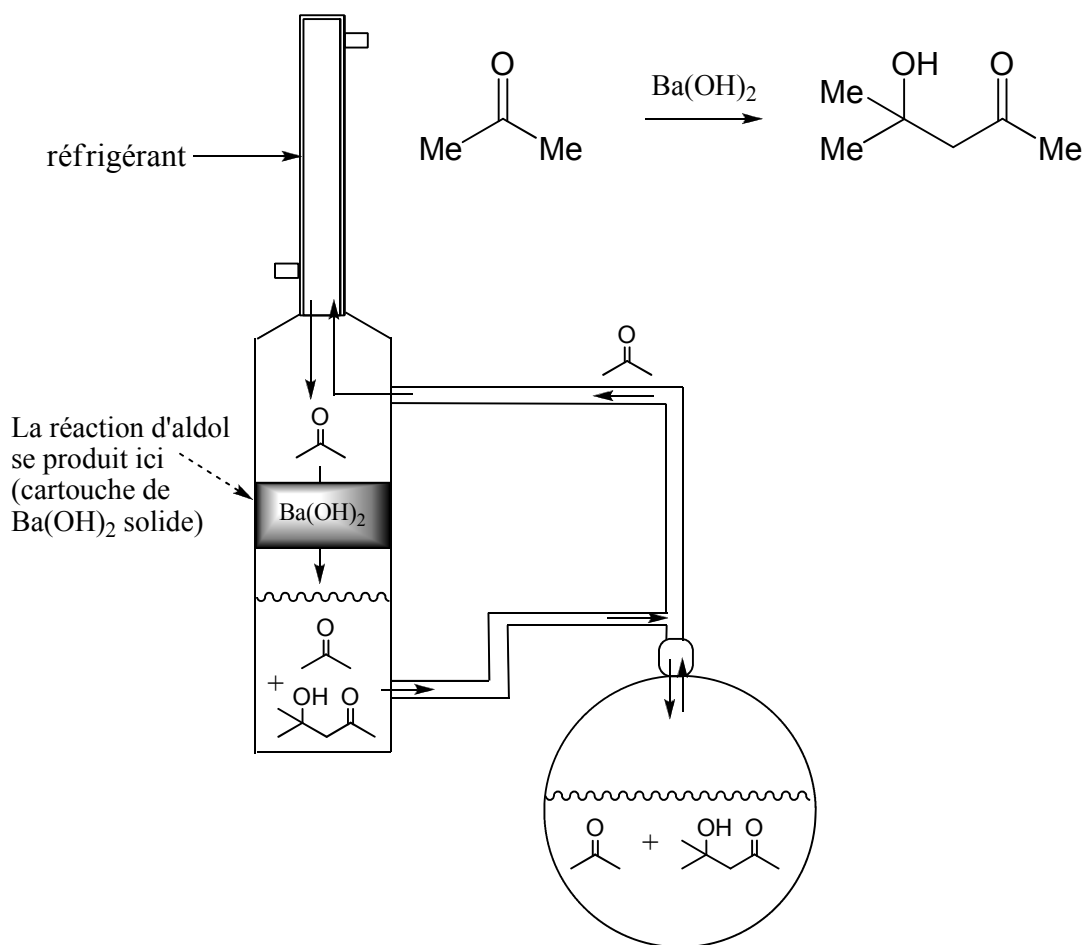 O
OH O
Ba(OH)2
Me
Me Me
Me Me
réfrigérant
O
La réaction d'aldol
se produit ici
(cartouche de
Ba(OH)2 solide)
O
Ba(OH)2
O
+
OH O
O
+
OH O